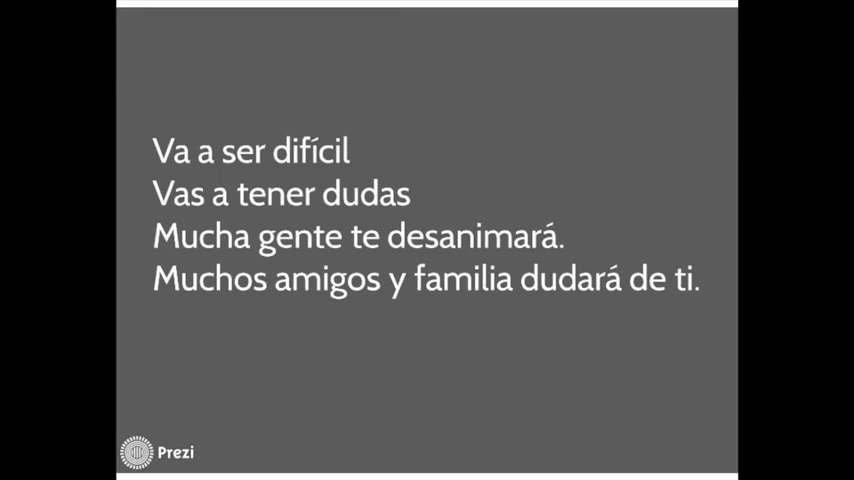 Va a ser difícil
Vas a tener dudas
Mucha gente te desanimará.
Muchos amigos y familia dudará de ti.
Prezi